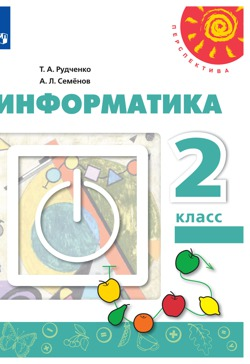 ПЕРСПЕКТИВА
Т. А. Рудченко
А. Л. Семёнов
ИНФОРМАТИКА
2
класс